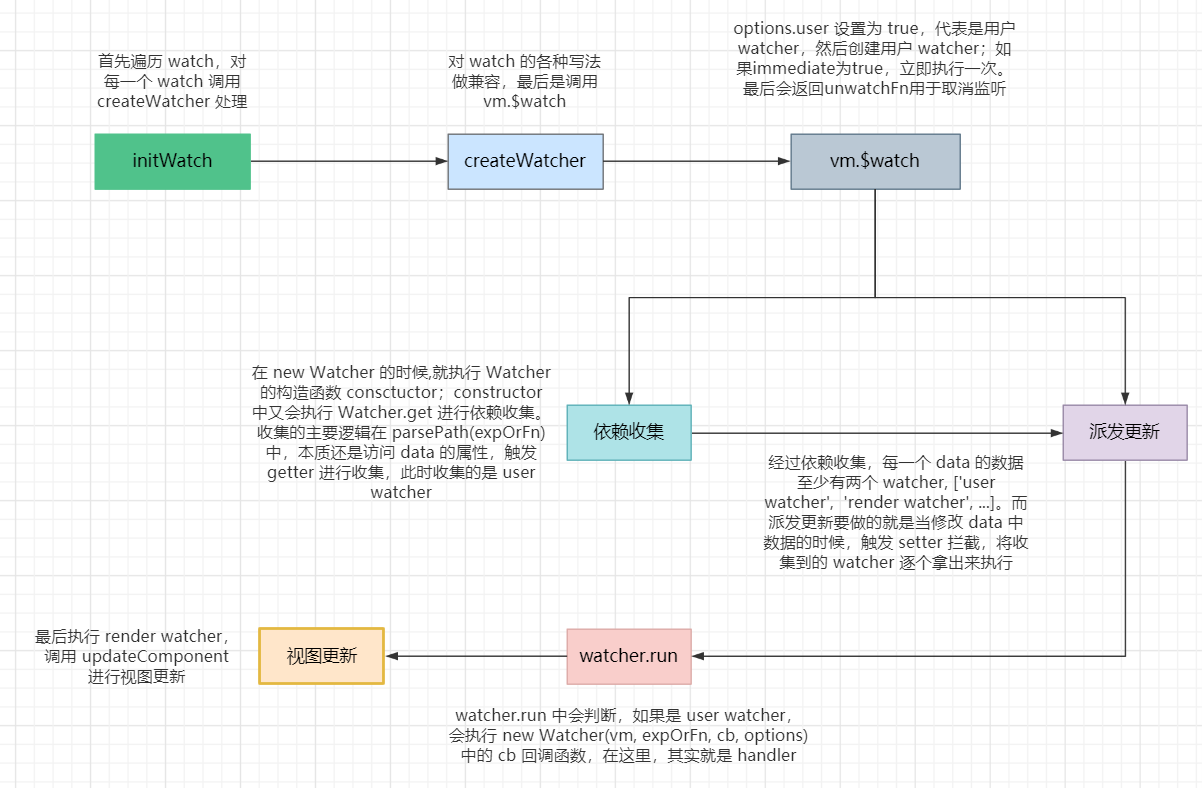 首先遍历 watch，对
每一个 watch 调用
createWatcher 处理
对 watch 的各种写法
做兼容，最后是调用
vm.$watch
options.user 设置为 true，代表是用户
watcher，然后创建用户 watcher；如
果immediate为true，立即执行一次。
最后会返回unwatchFn用于取消监听
initWatch
createWatcher
vm.$watch
在 new Watcher 的时候,就执行 Watcher
的构造函数 consctuctor；constructor
中又会执行 Watcher.get 进行依赖收集。
收集的主要逻辑在 parsePath(expOrFn)
中，本质还是访问 data 的属性，触发
getter 进行收集，此时收集的是 user
watcher
依赖收集
派发更新
经过依赖收集，每一个 data 的数据
至少有两个 watcher, ['user
watcher',  'render watcher', ...]。而
派发更新要做的就是当修改 data 中
数据的时候，触发 setter 拦截，将收
集到的 watcher 逐个拿出来执行
最后执行 render watcher，
调用 updateComponent
进行视图更新
视图更新
watcher.run
watcher.run 中会判断，如果是 user watcher，
会执行 new Watcher(vm, expOrFn, cb, options)
中的 cb 回调函数，在这里，其实就是 handler